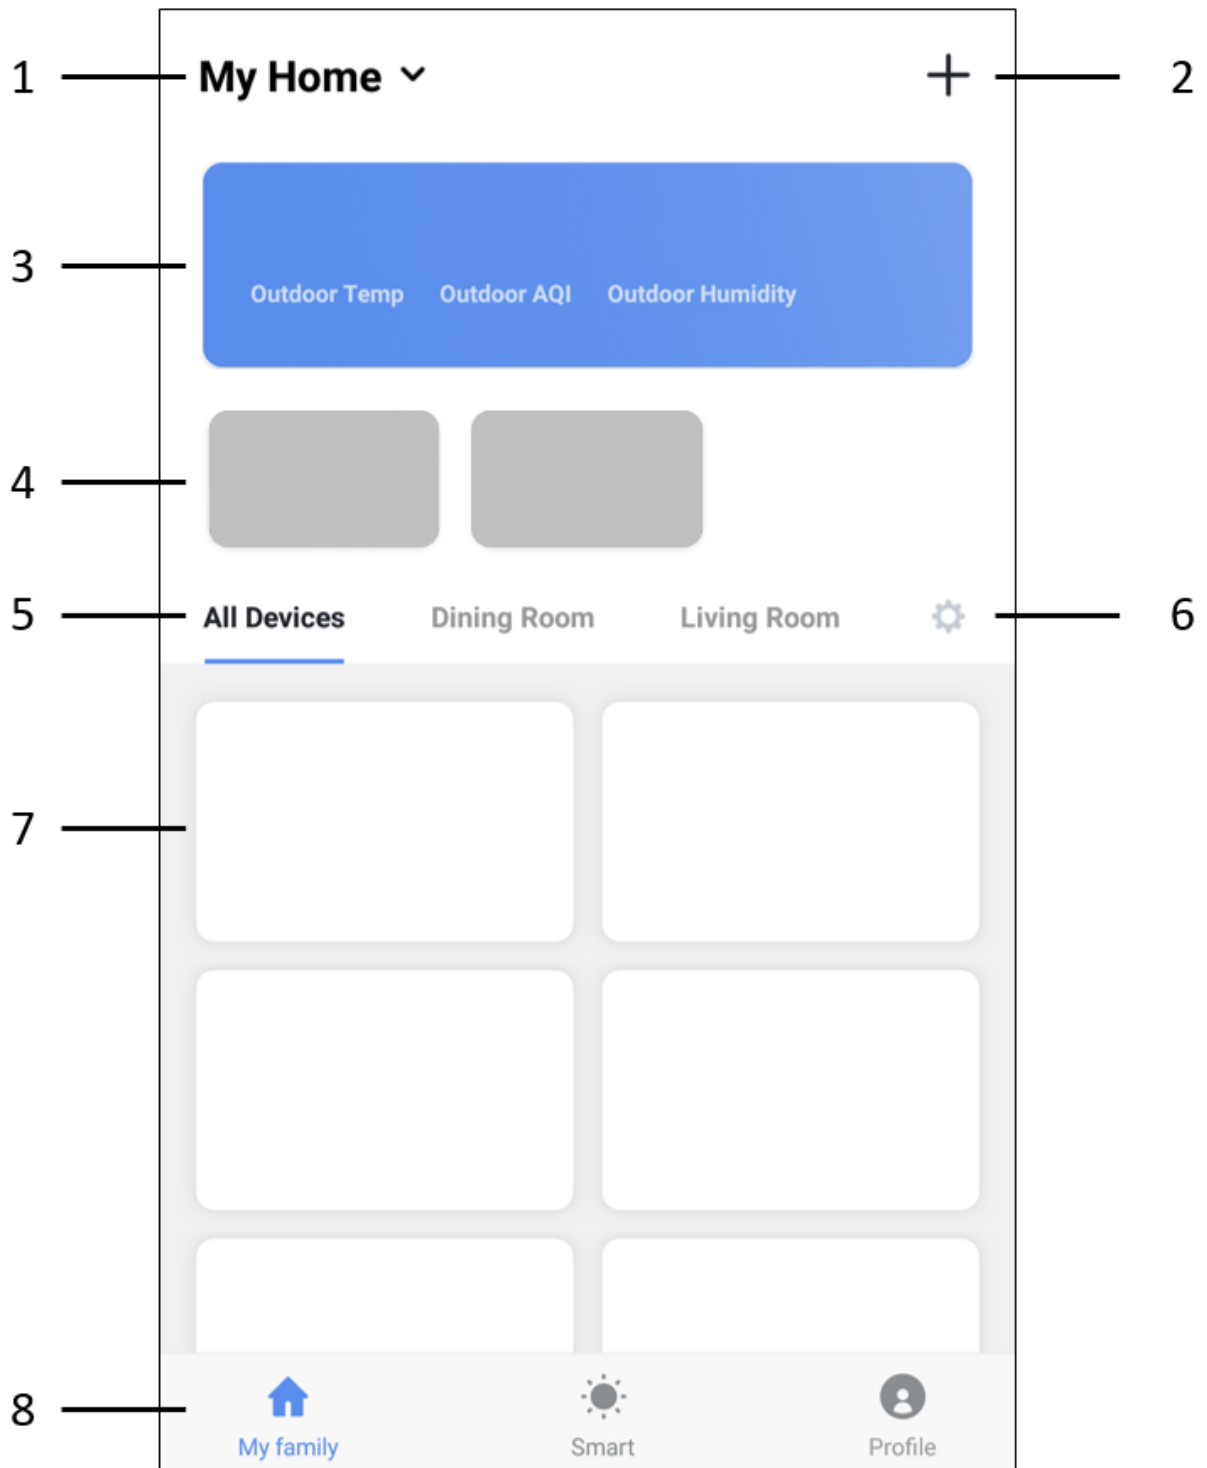 1 My Home 2
3
Outdoor Temp Outdoor AQI Outdoor Humidity
4
5 All Devices Dining Room Living Room 6
7
8
My family Smart Profile